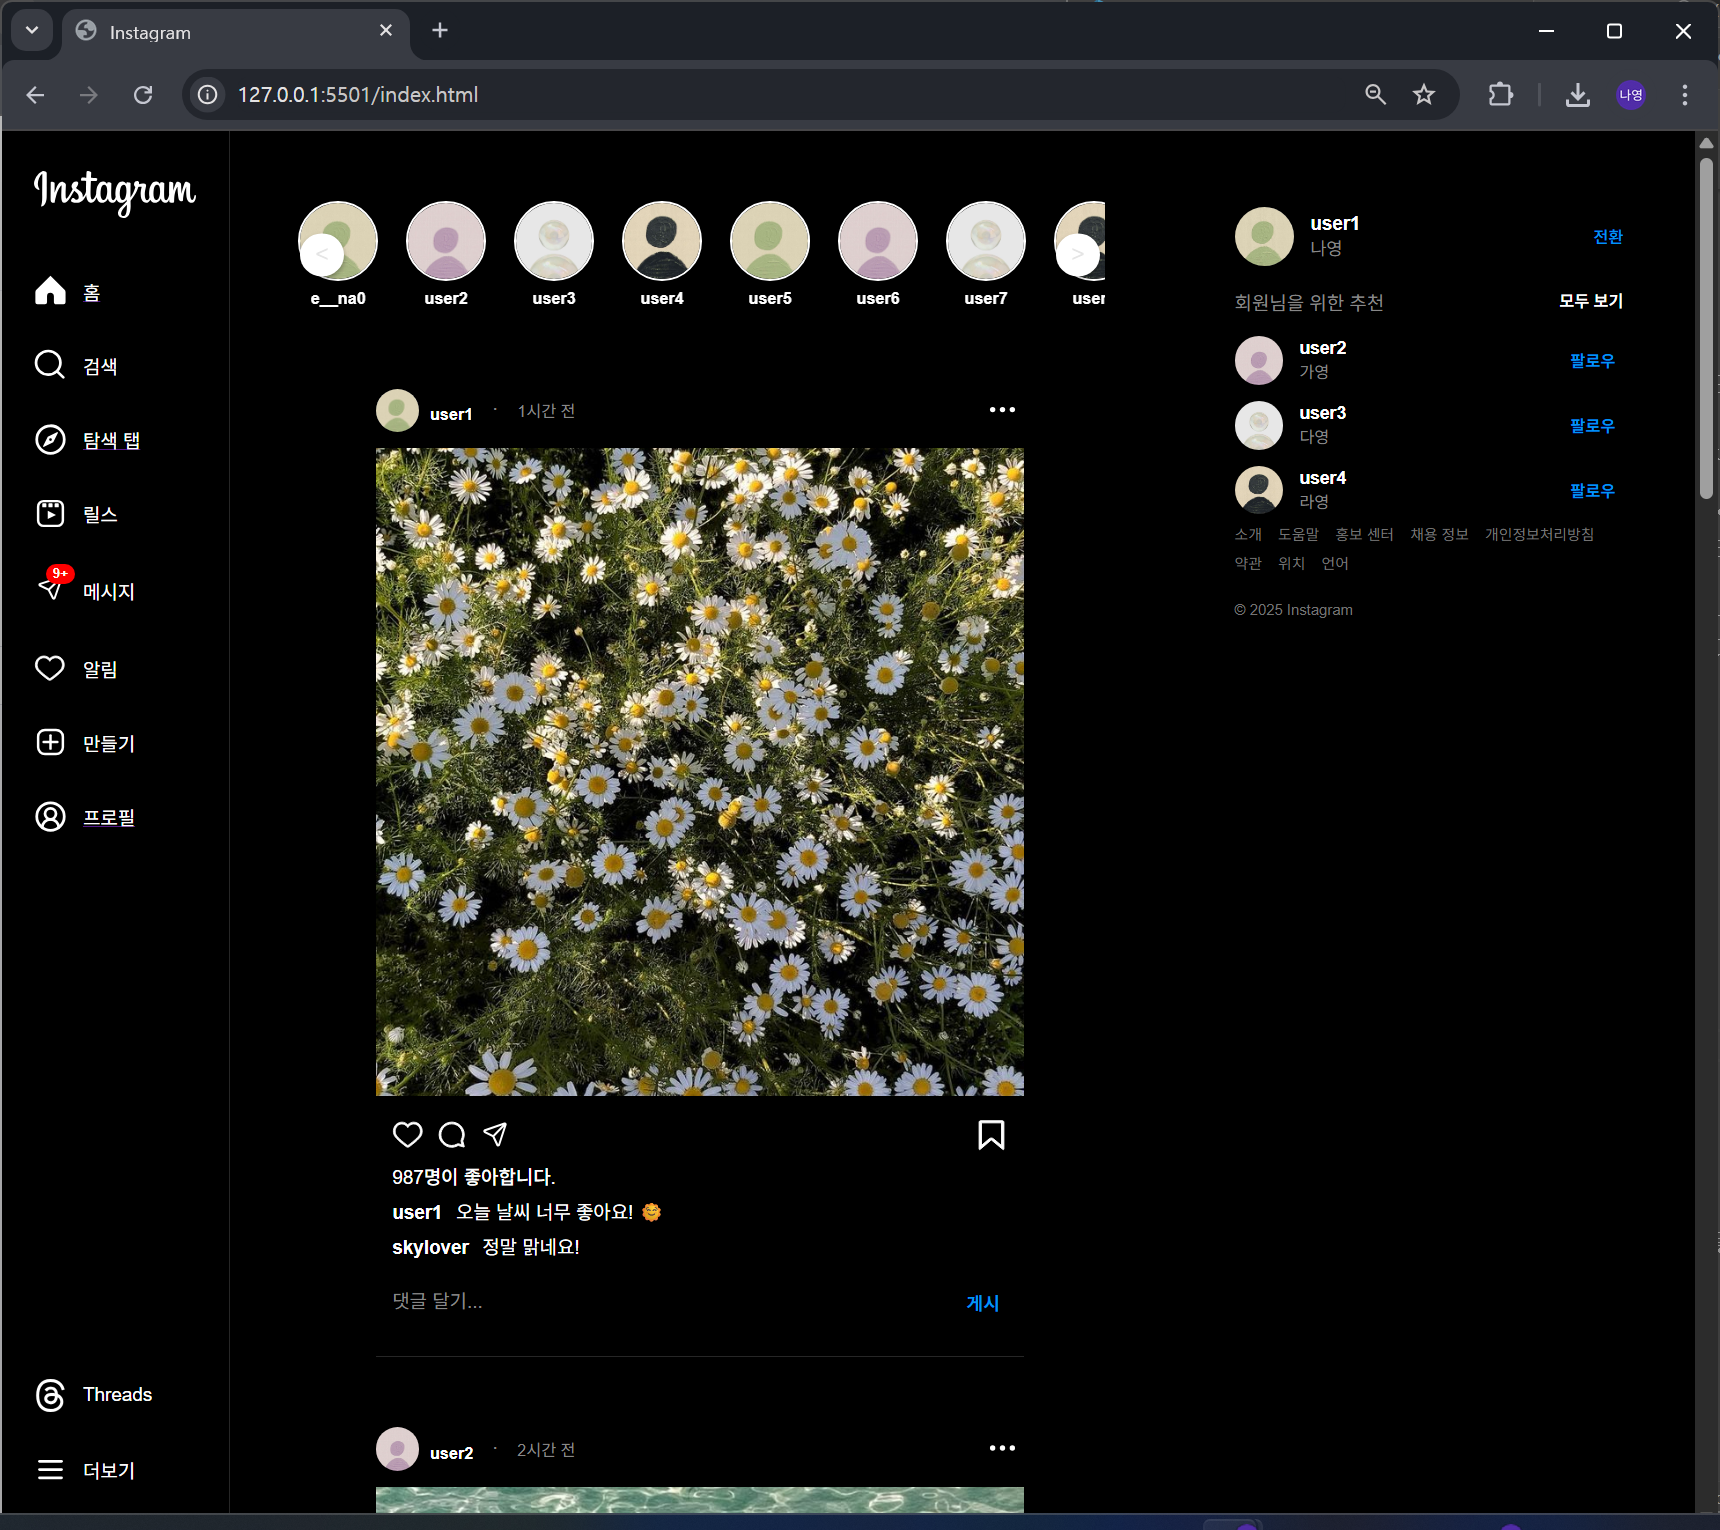 Instagram
127.0.0.1:5501/index.html
나영
Instagram
홈
검색
탐색 탭
릴스
9+
메시지
알림
만들기
프로필
Threads
더보기
<
>
e__na0
user2
user3
user4
user5
user6
user7
user
user1 · 1시간 전
987명이 좋아합니다.
user1 오늘 날씨 너무 좋아요! 🌞
skylover 정말 맑네요!
댓글 달기...
게시
user2 · 2시간 전
user1
나영
전환
회원님을 위한 추천
모두 보기
user2
가영
팔로우
user3
다영
팔로우
user4
라영
팔로우
소개 도움말 홍보 센터 채용 정보 개인정보처리방침
약관 위치 언어
© 2025 Instagram